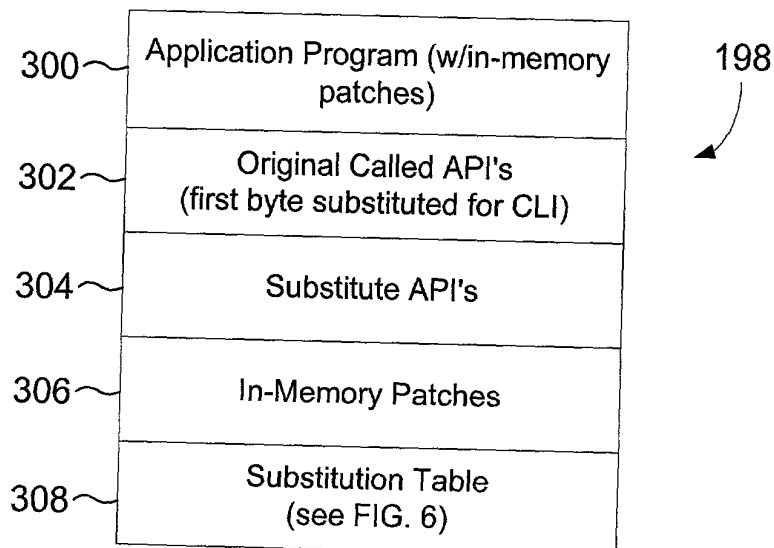 300
Application Program (w/in-memory
patches)
198
302
Original Called API's
(first byte substituted for CLI)
304
Substitute API's
306
In-Memory Patches
308
Substitution Table
(see FIG. 6)